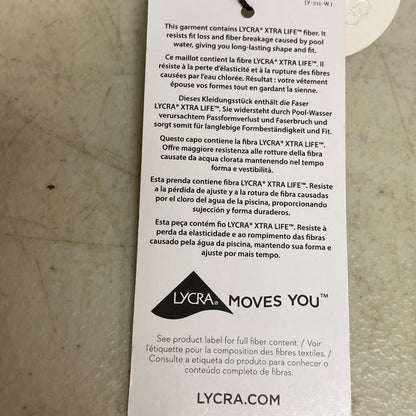 LY-211-W.1
This garment contains LYCRA® XTRA LIFE™ fiber. It
resists fit loss and fiber breakage caused by pool
water, giving you long-lasting shape and fit.
Ce maillot contient la fibre LYCRA® XTRA LIFE™. Il
résiste à la perte d'élasticité et à la rupture des fibres
causées par l'eau chlorée. Résultat : votre vêtement
épouse vos formes tout en gardant la sienne.
Dieses Kleidungsstück enthält die Faser
LYCRA® XTRA LIFE™. Sie widersteht durch Pool-Wasser
verursachtem Passformverlust und Faserbruch und
sorgt somit für langlebige Formbeständigkeit und Fit.
Questo capo contiene la fibra LYCRA® XTRA LIFE™.
Offre maggiore resistenza alle rotture della fibra
causate da acqua clorata mantenendo nel tempo
forma e vestibilità.
Esta prenda contiene fibra LYCRA® XTRA LIFE™. Resiste
a la pérdida de ajuste y a la rotura de fibra causadas
por el cloro del agua de la piscina, proporcionando
sujección y forma duraderos.
Esta peça contém fio LYCRA® XTRA LIFE™. Resiste à
perda da elasticidade e ao rompimento das fibras
causado pela água da piscina, mantendo sua forma e
ajuste por mais tempo.
LYCRA® MOVES YOU™
See product label for full fiber content. / Voir
l'étiquette pour la composition des fibres textiles. /
Consulte a etiqueta do produto para conhecer o
conteúdo completo de fibras.
LYCRA.COM